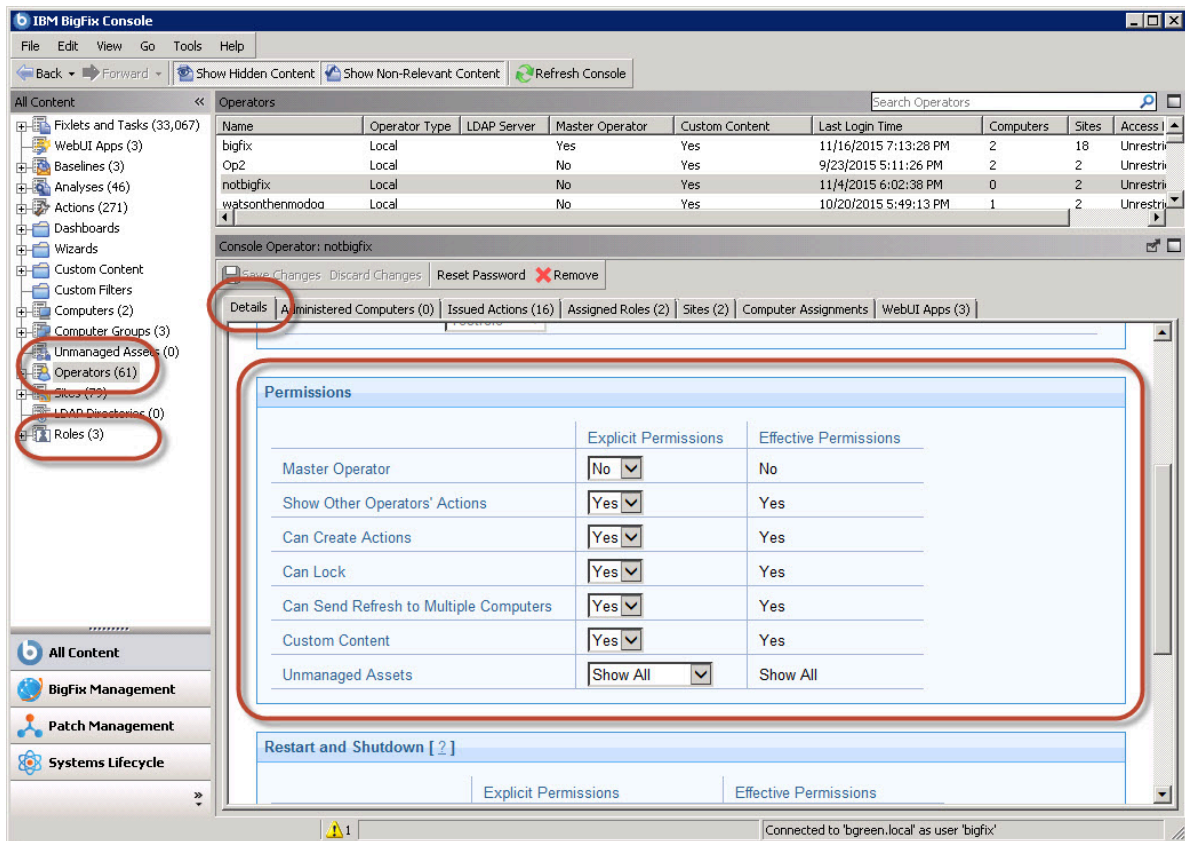 IBM BigFix Console
File Edit View Go Tools Help
Back Forward Show Hidden Content Show Non-Relevant Content Refresh Console
All Content «
Fixlets and Tasks (33,067)
WebUI Apps (3)
Baselines (3)
Analyses (46)
Actions (271)
Dashboards
Wizards
Custom Content
Custom Filters
Computers (2)
Computer Groups (3)
Unmanaged Assets (0)
Operators (61)
Sites (79)
LDAP Directories (0)
Roles (3)
All Content
BigFix Management
Patch Management
Systems Lifecycle
»
Operators Search Operators
Name Operator Type LDAP Server Master Operator Custom Content Last Login Time Computers Sites Access
bigfix Local Yes Yes 11/16/2015 7:13:28 PM 2 18 Unrestri
Op2 Local No Yes 9/23/2015 5:11:26 PM 2 2 Unrestri
notbigfix Local No Yes 11/4/2015 6:02:38 PM 0 2 Unrestri
watsonthenmodog Local No Yes 10/20/2015 5:49:13 PM 1 2 Unrestri
Console Operator: notbigfix
Save Changes Discard Changes Reset Password Remove
Details Administered Computers (0) Issued Actions (16) Assigned Roles (2) Sites (2) Computer Assignments WebUI Apps (3)
Permissions
Explicit Permissions Effective Permissions
Master Operator No No
Show Other Operators' Actions Yes Yes
Can Create Actions Yes Yes
Can Lock Yes Yes
Can Send Refresh to Multiple Computers Yes Yes
Custom Content Yes Yes
Unmanaged Assets Show All Show All
Restart and Shutdown [ ? ]
Explicit Permissions Effective Permissions
1 Connected to 'bgreen.local' as user 'bigfix'